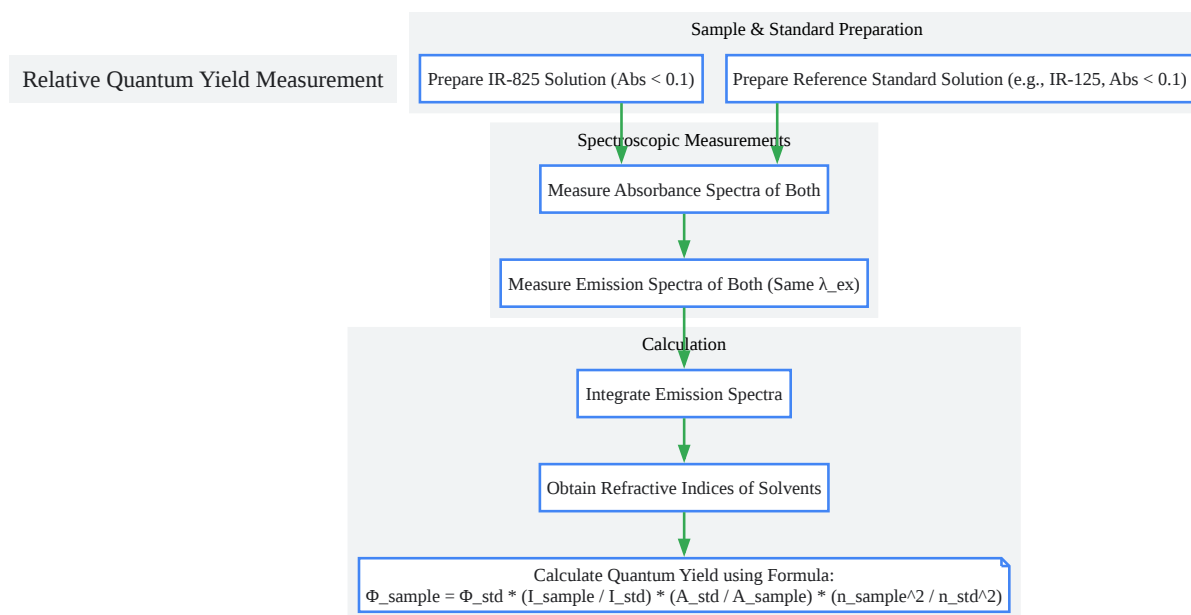 Relative Quantum Yield Measurement
Sample & Standard Preparation
Prepare IR-825 Solution (Abs < 0.1)
Prepare Reference Standard Solution (e.g., IR-125, Abs < 0.1)
Spectroscopic Measurements
Measure Absorbance Spectra of Both
Measure Emission Spectra of Both (Same λ_ex)
Calculation
Integrate Emission Spectra
Obtain Refractive Indices of Solvents
Calculate Quantum Yield using Formula:
Φ_sample = Φ_std * (I_sample / I_std) * (A_std / A_sample) * (n_sample^2 / n_std^2)